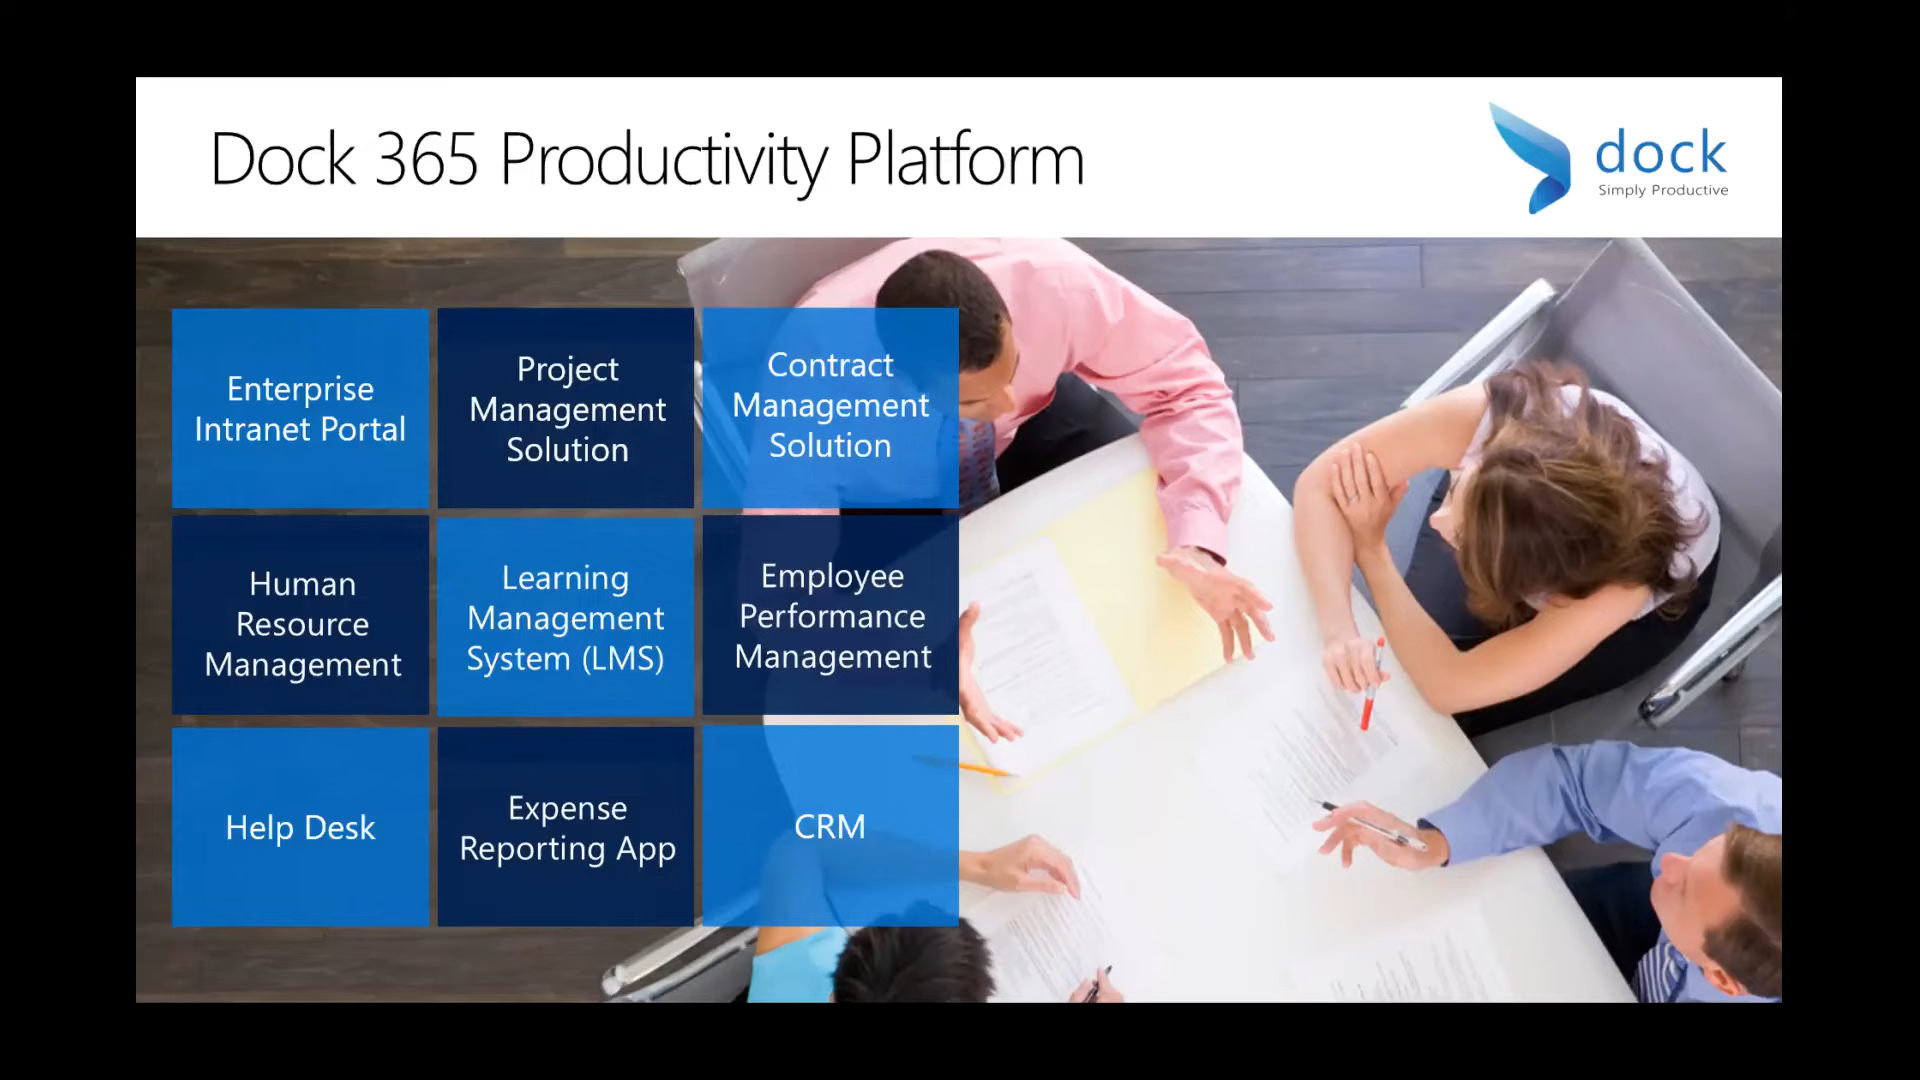 Dock 365 Productivity Platform
dock
Simply Productive
Enterprise
Intranet Portal
Project
Management
Solution
Contract
Management
Solution
Human
Resource
Management
Learning
Management
System (LMS)
Employee
Performance
Management
Help Desk
Expense
Reporting App
CRM